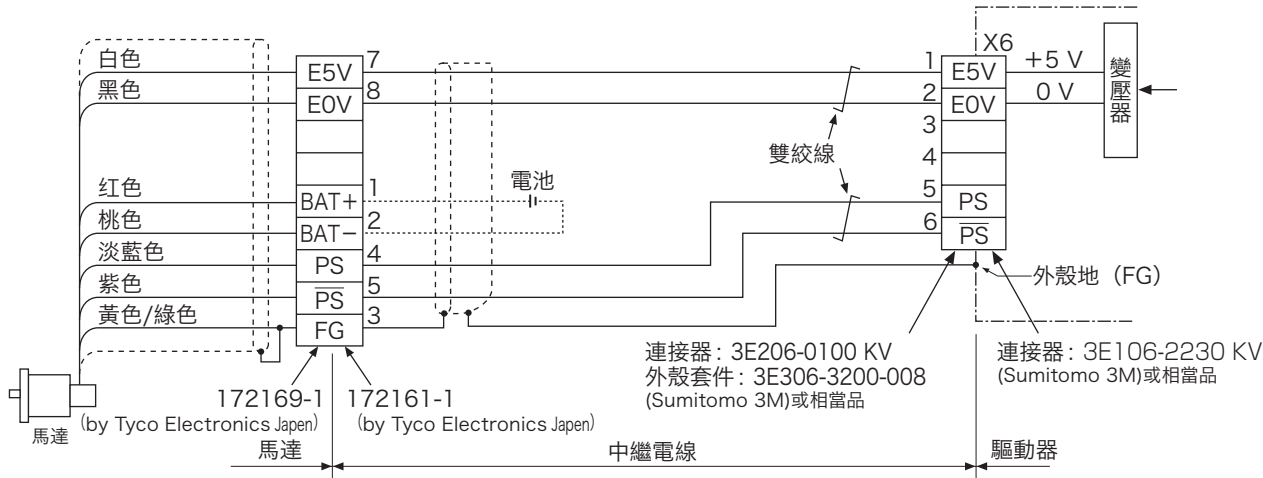 白色
黑色
红色
桃色
淡藍色
紫色
黃色/綠色
馬達
E5V
E0V
BAT+
BAT−
PS
P̅S̅
FG
7
8
1
2
4
5
3
電池
雙絞線
1
2
3
4
5
6
X6
E5V
E0V
PS
P̅S̅
+5 V
0 V
變壓器
外殼地（FG）
172169-1
(by Tyco Electronics Japen)
172161-1
(by Tyco Electronics Japen)
連接器：3E206-0100 KV
外殼套件：3E306-3200-008
(Sumitomo 3M)或相當品
連接器：3E106-2230 KV
(Sumitomo 3M)或相當品
馬達
中繼電線
驅動器